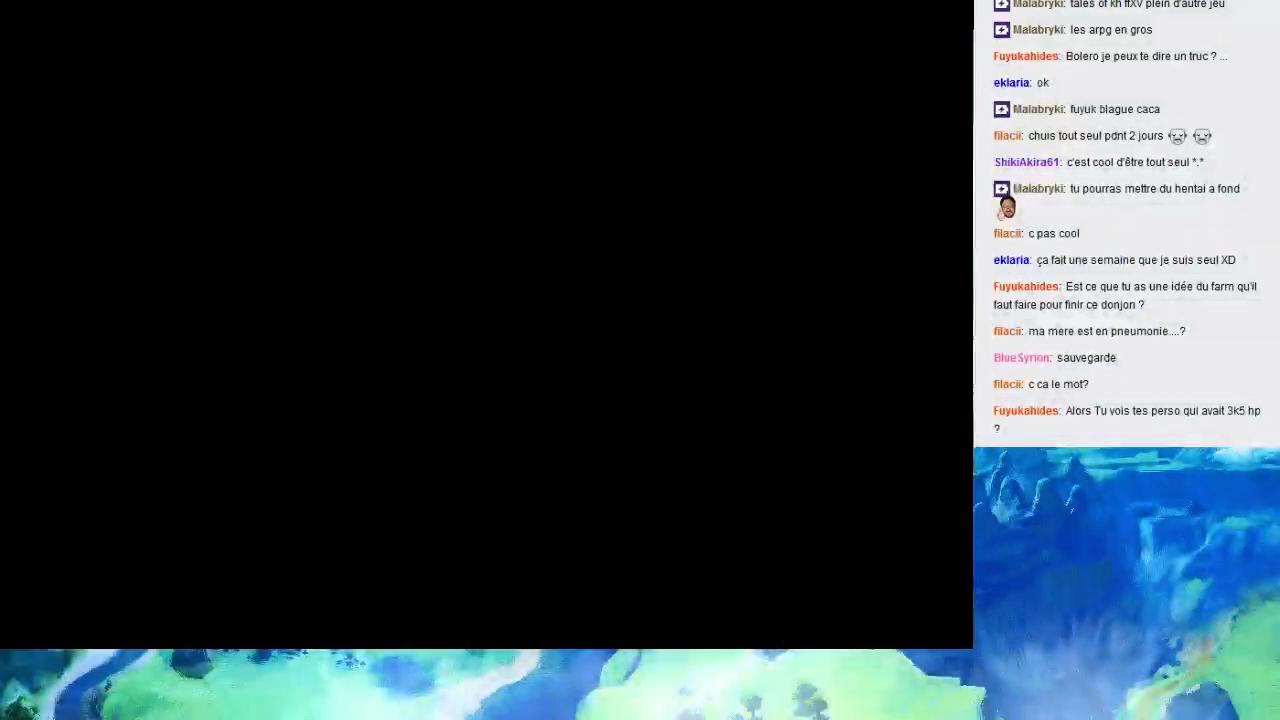 Malabryki: tales of kh ffXV plein d'autre jeu
Malabryki: les arpg en gros
Fuyukahides: Bolero je peux te dire un truc ? ...
eklaria: ok
Malabryki: fuyuk blague caca
filacii: chuis tout seul pdnt 2 jours
ShikiAkira61: c'est cool d'être tout seul *.*
Malabryki: tu pourras mettre du hentai a fond
filacii: c pas cool
eklaria: ça fait une semaine que je suis seul XD
Fuyukahides: Est ce que tu as une idée du farm qu'il
faut faire pour finir ce donjon ?
filacii: ma mere est en pneumonie....?
BlueSyrion: sauvegarde
filacii: c ca le mot?
Fuyukahides: Alors Tu vois tes perso qui avait 3k5 hp
?